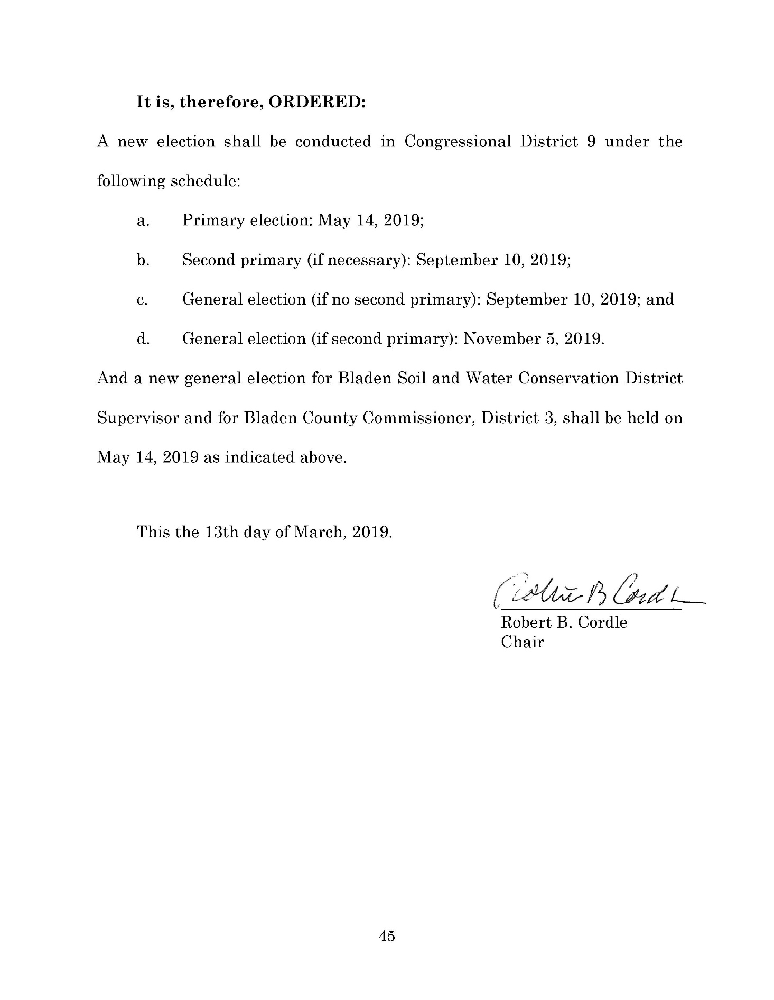 It is, therefore, ORDERED:
A new election shall be conducted in Congressional District 9 under the
following schedule:
a. Primary election: May 14, 2019;
b. Second primary (if necessary): September 10, 2019;
c. General election (if no second primary): September 10, 2019; and
d. General election (if second primary): November 5, 2019.
And a new general election for Bladen Soil and Water Conservation District
Supervisor and for Bladen County Commissioner, District 3, shall be held on
May 14, 2019 as indicated above.
This the 13th day of March, 2019.
Robert B Cordle
Robert B. Cordle
Chair
45